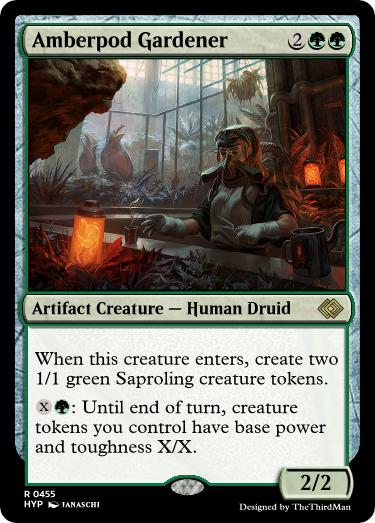 Amberpod Gardener 2
Artifact Creature — Human Druid
When this creature enters, create two
1/1 green Saproling creature tokens.
X : Until end of turn, creature
tokens you control have base power
and toughness X/X.
2/2
R 0455
HYP JANASCHI
Designed by TheThirdMan